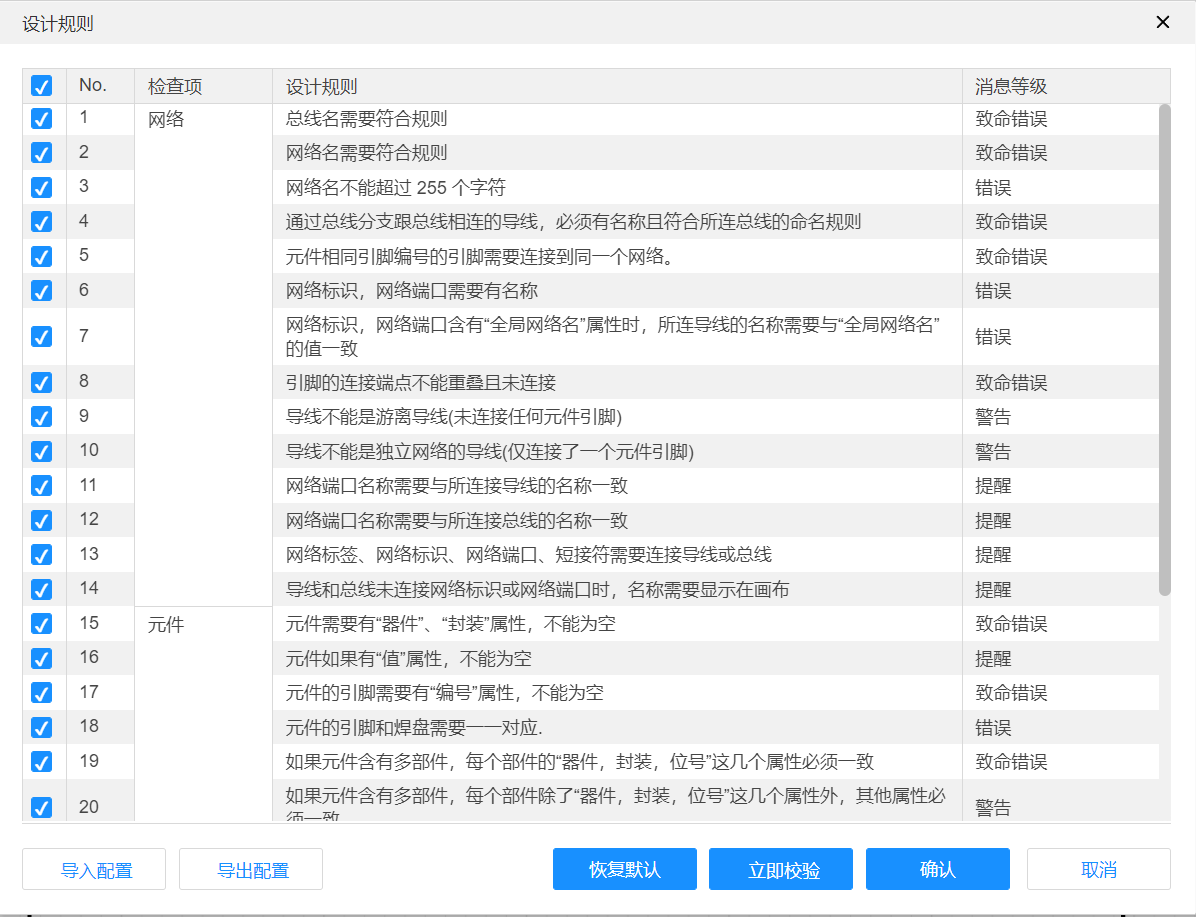 设计规则
No. 检查项 设计规则 消息等级
1 网络 总线名需要符合规则 致命错误
2 网络名需要符合规则 致命错误
3 网络名不能超过 255 个字符 错误
4 通过总线分支跟总线相连的导线，必须有名称且符合所连总线的命名规则 致命错误
5 元件相同引脚编号的引脚需要连接到同一个网络。 致命错误
6 网络标识，网络端口需要有名称 错误
7 网络标识，网络端口含有“全局网络名”属性时，所连导线的名称需要与“全局网络名” 错误
的值一致
8 引脚的连接端点不能重叠且未连接 致命错误
9 导线不能是游离导线(未连接任何元件引脚) 警告
10 导线不能是独立网络的导线(仅连接了一个元件引脚) 警告
11 网络端口名称需要与所连接导线的名称一致 提醒
12 网络端口名称需要与所连接总线的名称一致 提醒
13 网络标签、网络标识、网络端口、短接符需要连接导线或总线 提醒
14 导线和总线未连接网络标识或网络端口时，名称需要显示在画布 提醒
15 元件 元件需要有“器件”、“封装”属性，不能为空 致命错误
16 元件如果有“值”属性，不能为空 提醒
17 元件的引脚需要有“编号”属性，不能为空 致命错误
18 元件的引脚和焊盘需要一一对应. 错误
19 如果元件含有多部件，每个部件的“器件，封装，位号”这几个属性必须一致 致命错误
20 如果元件含有多部件，每个部件除了“器件，封装，位号”这几个属性外，其他属性必 警告
须一致
导入配置 导出配置 恢复默认 立即校验 确认 取消